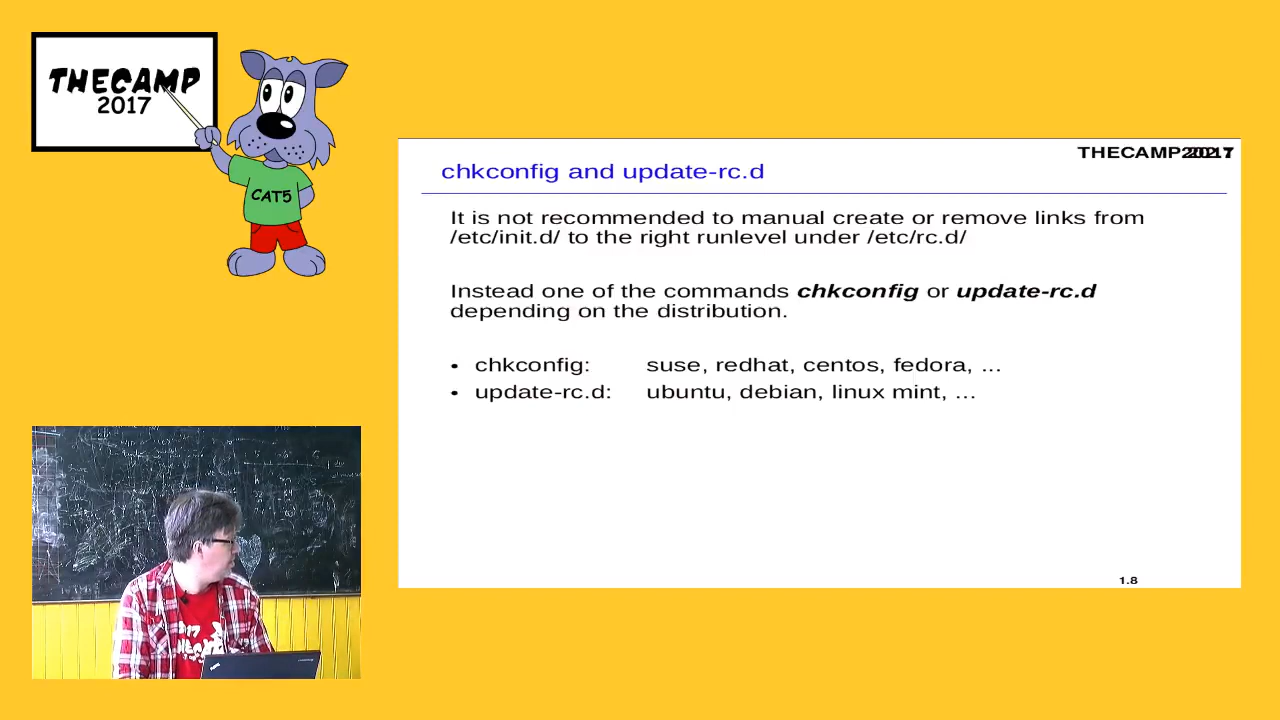 THECAMP
2017
CAT5
THECAMP
chkconfig and update-rc.d
It is not recommended to manual create or remove links from
/etc/init.d/ to the right runlevel under /etc/rc.d/
Instead one of the commands chkconfig or update-rc.d
depending on the distribution.
• chkconfig: suse, redhat, centos, fedora, ...
• update-rc.d: ubuntu, debian, linux mint, ...
1.8